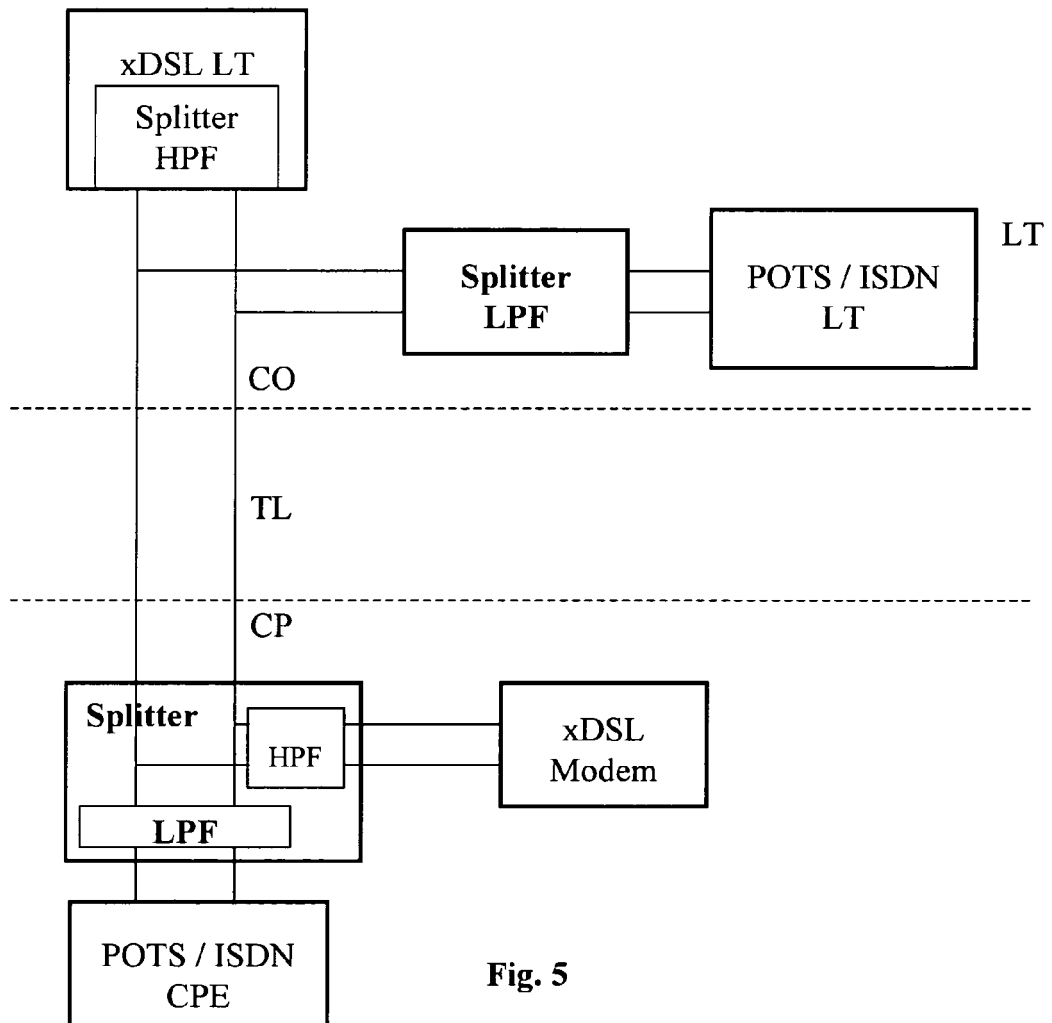 xDSL LT
Splitter
HPF
LT
Splitter
LPF
POTS / ISDN
LT
CO
TL
CP
Splitter
HPF
xDSL
Modem
LPF
POTS / ISDN
CPE
Fig. 5